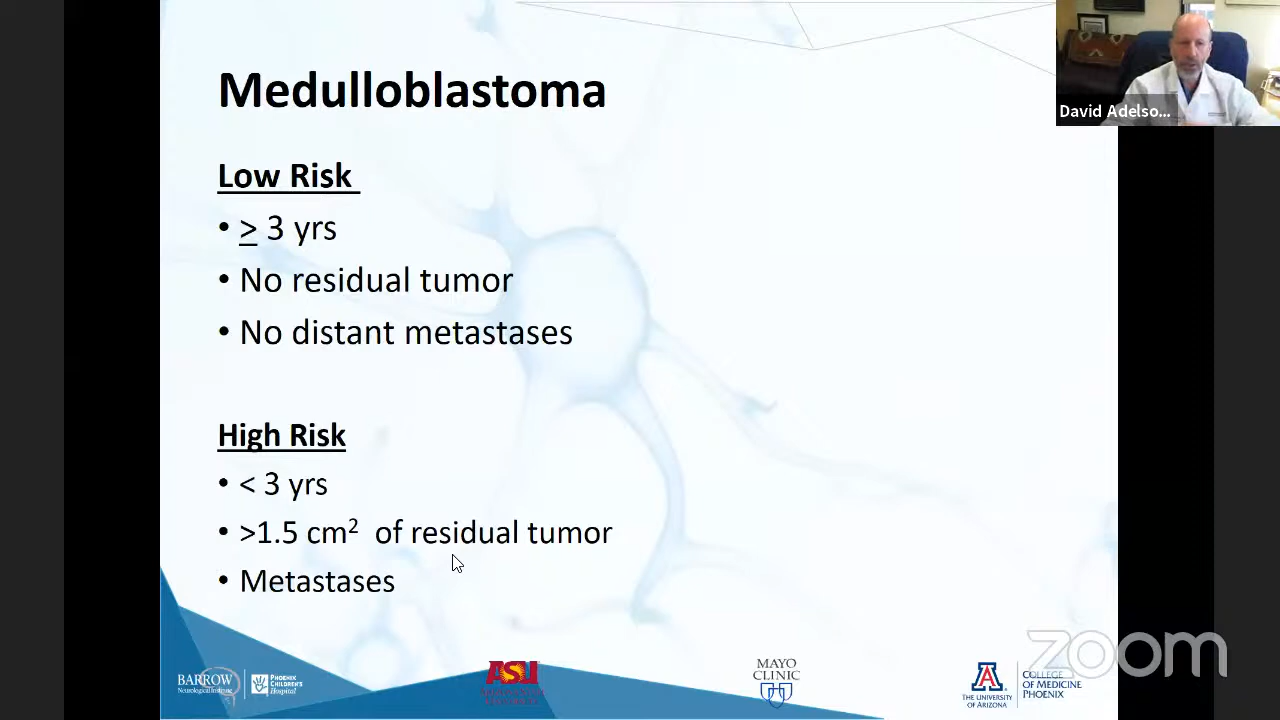 Medulloblastoma
David Adelso...
Low Risk
• > 3 yrs
• No residual tumor
• No distant metastases
High Risk
• < 3 yrs
• >1.5 cm² of residual tumor
• Metastases
zoom
BARROW
Neurological Institute
PHOENIX
CHILDREN'S
Hospital
ASU
MAYO
CLINIC
A
THE UNIVERSITY
OF ARIZONA
COLLEGE
OF MEDICINE
PHOENIX